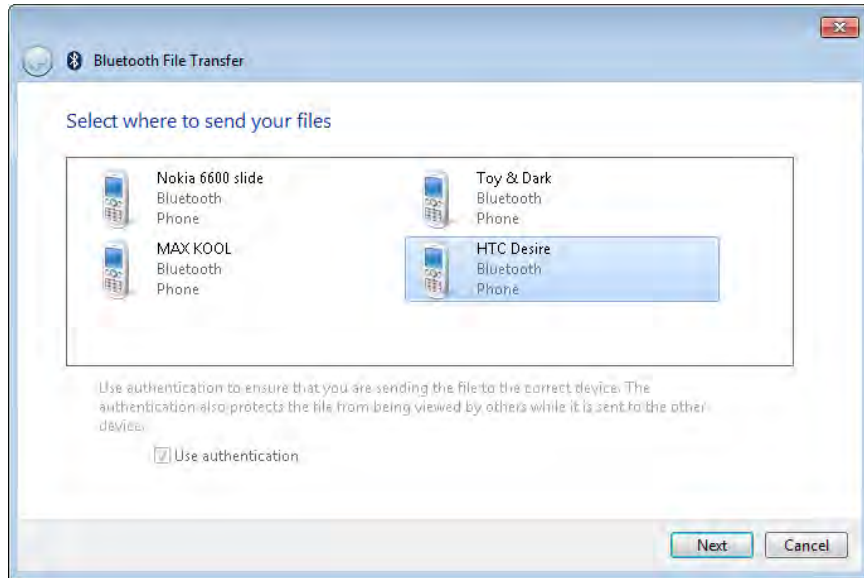 Bluetooth File Transfer
Select where to send your files
Nokia 6600 slide
Bluetooth
Phone
Toy & Dark
Bluetooth
Phone
MAX KOOL
Bluetooth
Phone
HTC Desire
Bluetooth
Phone
Use authentication to ensure that you are sending the file to the correct device. The
authentication also protects the file from being viewed by others while it is sent to the other
device.
Use authentication
Next
Cancel